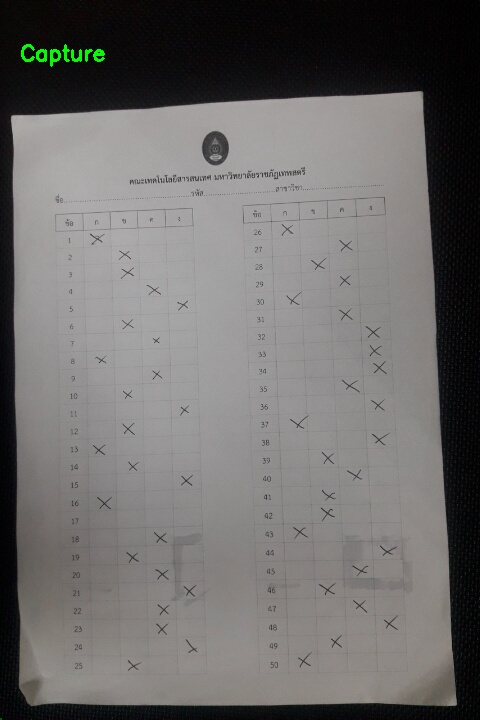 Capture
คณะเทคโนโลยีสารสนเทศ มหาวิทยาลัยราชภัฏเทพสตรี
ชื่อ........................................รหัส........................สาขาวิชา........................
ข้อ ก ข ค ง
1 X
2 X
3 X
4 X
5 X
6 X
7 X
8 X
9 X
10 X
11 X
12 X
13 X
14 X
15 X
16 X
17
18 X
19 X
20 X
21 X
22 X
23 X
24 X
25 X
ข้อ ก ข ค ง
26 X
27 X
28 X
29 X
30 X
31 X
32 X
33 X
34 X
35 X
36 X
37 X
38 X
39 X
40 X
41 X
42 X
43 X
44 X
45 X
46 X
47 X
48 X
49 X
50 X